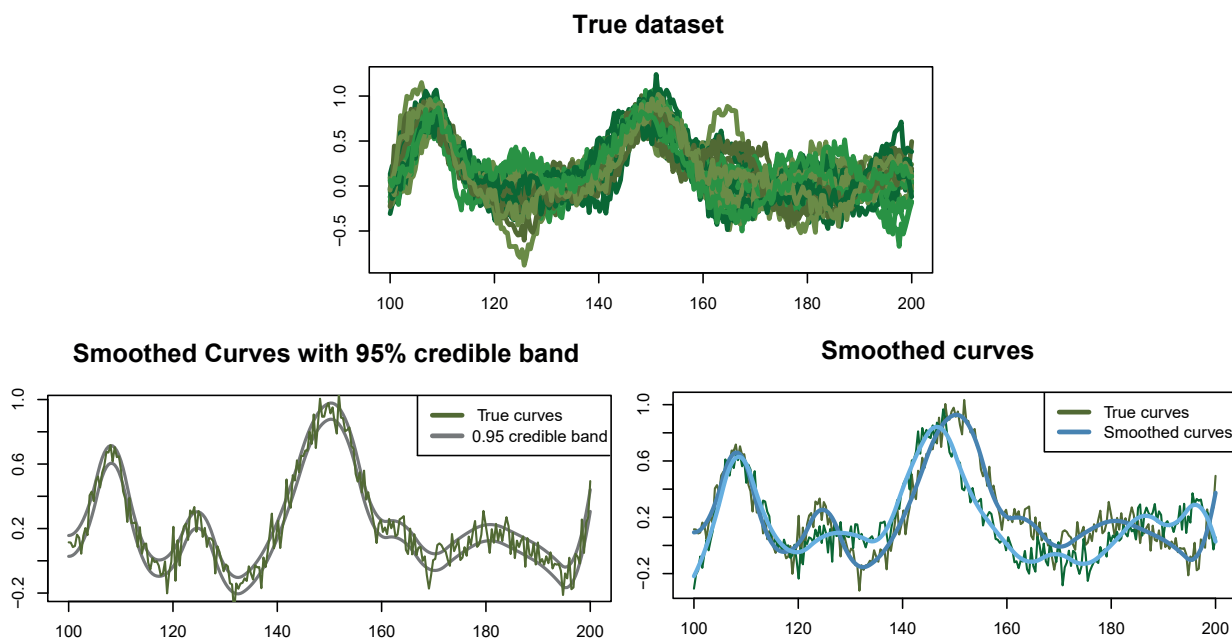 True dataset
1.0
0.5
0.0
−0.5
100 120 140 160 180 200
Smoothed Curves with 95% credible band
1.0
0.6
0.2
−0.2
True curves
0.95 credible band
100 120 140 160 180 200
Smoothed curves
1.0
0.6
0.2
−0.2
True curves
Smoothed curves
100 120 140 160 180 200